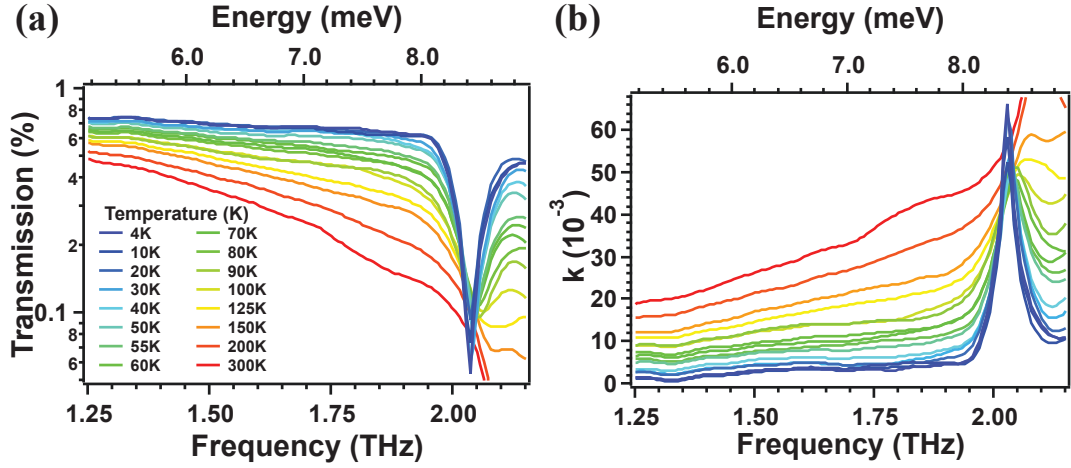 (a)
Energy (meV)
6.0 7.0 8.0
Transmission (%)
1
6
4
2
0.1
6
4
Temperature (K)
4K 70K
10K 80K
20K 90K
30K 100K
40K 125K
50K 150K
55K 200K
60K 300K
1.25 1.50 1.75 2.00
Frequency (THz)
(b)
Energy (meV)
6.0 7.0 8.0
k (10⁻³)
60
50
40
30
20
10
0
1.25 1.50 1.75 2.00
Frequency (THz)